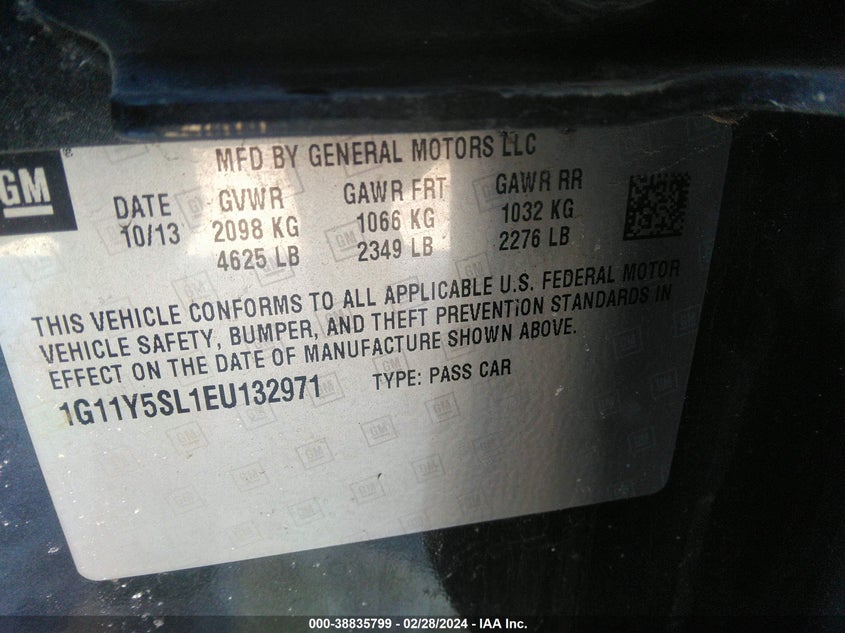 MFD BY GENERAL MOTORS LLC
GM
DATE GVWR GAWR FRT GAWR RR
10/13 2098 KG 1066 KG 1032 KG
4625 LB 2349 LB 2276 LB
THIS VEHICLE CONFORMS TO ALL APPLICABLE U.S. FEDERAL MOTOR
VEHICLE SAFETY, BUMPER, AND THEFT PREVENTION STANDARDS IN
EFFECT ON THE DATE OF MANUFACTURE SHOWN ABOVE.
1G11Y5SL1EU132971 TYPE: PASS CAR
000-38835799 - 02/28/2024 - IAA Inc.